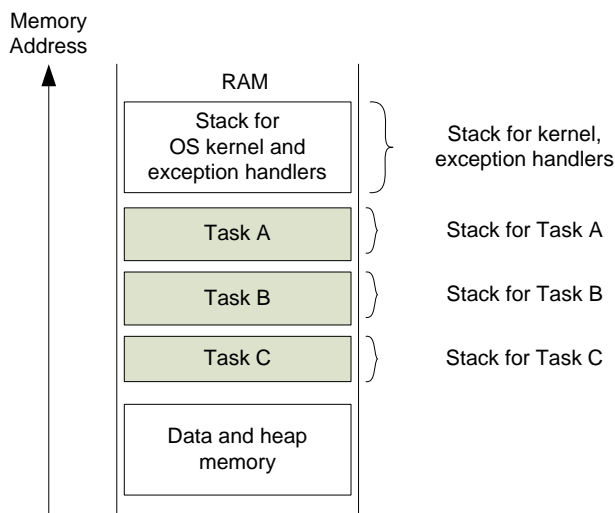 Memory
Address
RAM
Stack for
OS kernel and
exception handlers
Stack for kernel,
exception handlers
Task A
Stack for Task A
Task B
Stack for Task B
Task C
Stack for Task C
Data and heap
memory